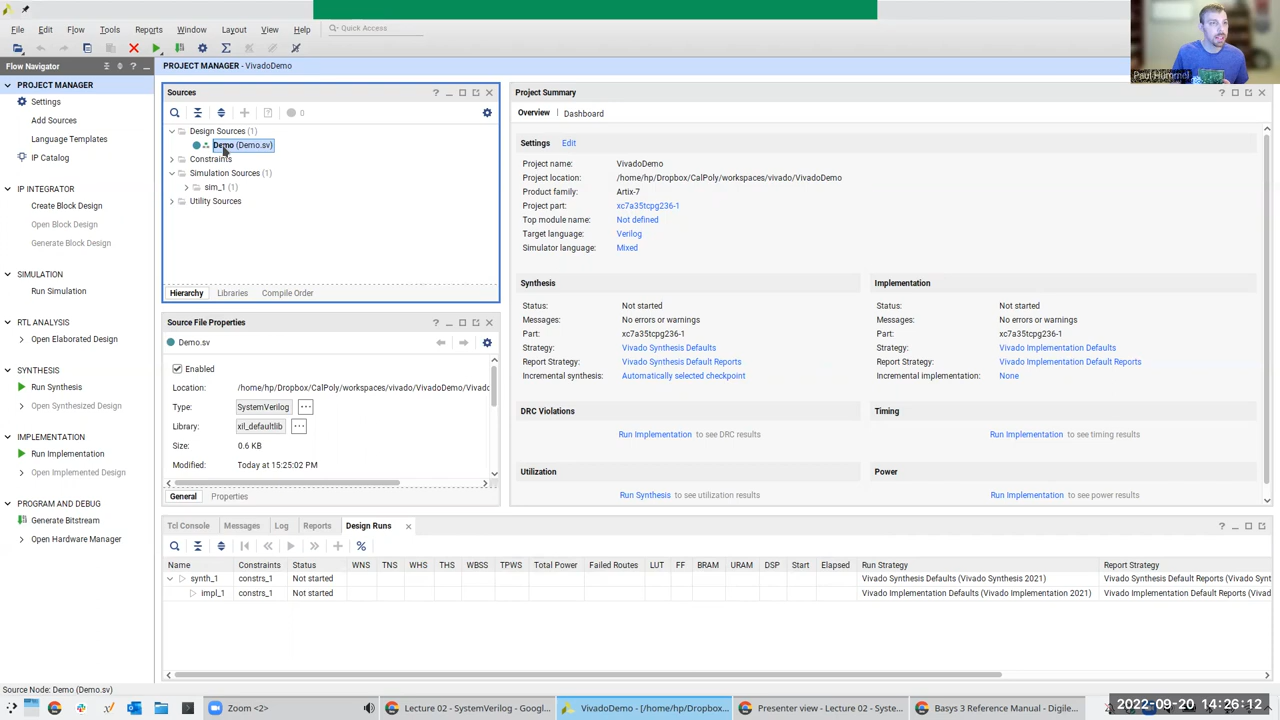 File Edit Flow Tools Reports Window Layout View Help Quick Access
Flow Navigator
PROJECT MANAGER - VivadoDemo
Paul Hummel
PROJECT MANAGER
Settings
Add Sources
Language Templates
IP Catalog
IP INTEGRATOR
Create Block Design
Open Block Design
Generate Block Design
SIMULATION
Run Simulation
RTL ANALYSIS
Open Elaborated Design
SYNTHESIS
Run Synthesis
Open Synthesized Design
IMPLEMENTATION
Run Implementation
Open Implemented Design
PROGRAM AND DEBUG
Generate Bitstream
Open Hardware Manager
Sources
0
Design Sources (1)
Demo (Demo.sv)
Constraints
Simulation Sources (1)
sim_1 (1)
Utility Sources
Hierarchy Libraries Compile Order
Source File Properties
Demo.sv
Enabled
Location: /home/hp/Dropbox/CalPoly/workspaces/vivado/VivadoDemo/Vivado
Type: SystemVerilog
Library: xil_defaultlib
Size: 0.6 KB
Modified: Today at 15:25:02 PM
General Properties
Project Summary
Overview Dashboard
Settings Edit
Project name: VivadoDemo
Project location: /home/hp/Dropbox/CalPoly/workspaces/vivado/VivadoDemo
Product family: Artix-7
Project part: xc7a35tcpg236-1
Top module name: Not defined
Target language: Verilog
Simulator language: Mixed
Synthesis
Status: Not started
Messages: No errors or warnings
Part: xc7a35tcpg236-1
Strategy: Vivado Synthesis Defaults
Report Strategy: Vivado Synthesis Default Reports
Incremental synthesis: Automatically selected checkpoint
Implementation
Status: Not started
Messages: No errors or warnings
Part: xc7a35tcpg236-1
Strategy: Vivado Implementation Defaults
Report Strategy: Vivado Implementation Default Reports
Incremental implementation: None
DRC Violations
Run Implementation to see DRC results
Timing
Run Implementation to see timing results
Utilization
Run Synthesis to see utilization results
Power
Run Implementation to see power results
Tcl Console Messages Log Reports Design Runs
Name Constraints Status WNS TNS WHS THS WBSS TPWS Total Power Failed Routes LUT FF BRAM URAM DSP Start Elapsed Run Strategy Report Strategy
synth_1 constrs_1 Not started Vivado Synthesis Defaults (Vivado Synthesis 2021) Vivado Synthesis Default Reports (Vivado Synt
impl_1 constrs_1 Not started Vivado Implementation Defaults (Vivado Implementation 2021) Vivado Implementation Default Reports (Vivad
Source Node: Demo (Demo.sv)
Zoom <2> Lecture 02 - SystemVerilog - Googl... VivadoDemo - [/home/hp/Dropbox... Presenter view - Lecture 02 - Syste... Basys 3 Reference Manual - Digile... 2022-09-20 14:26:12